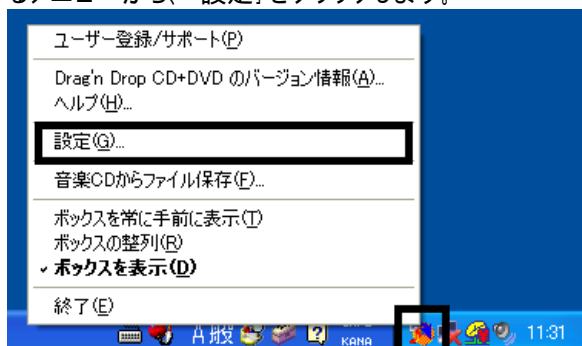 るメニューから、「設定」をクリックします。
ユーザー登録/サポート(P)
Drag'n Drop CD+DVD のバージョン情報(A)...
ヘルプ(H)...
設定(G)...
音楽CDからファイル保存(F)...
ボックスを常に手前に表示(T)
ボックスの整列(R)
ボックスを表示(D)
終了(E)
A般
KANA
11:31